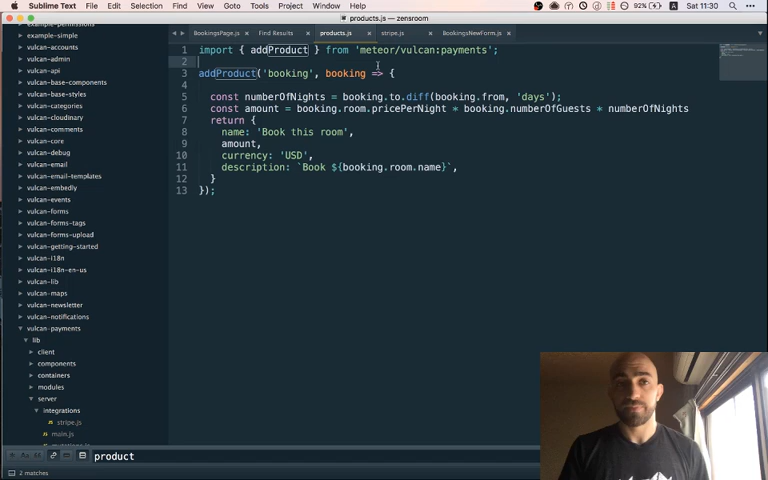 Sublime Text File Edit Selection Find View Goto Tools Project Window Help 92% A Sat 11:30
products.js — zensroom
example-permissions
example-simple
vulcan-accounts
vulcan-admin
vulcan-api
vulcan-base-components
vulcan-base-styles
vulcan-categories
vulcan-cloudinary
vulcan-comments
vulcan-core
vulcan-debug
vulcan-email
vulcan-email-templates
vulcan-embedly
vulcan-events
vulcan-forms
vulcan-forms-tags
vulcan-forms-upload
vulcan-getting-started
vulcan-i18n
vulcan-i18n-en-us
vulcan-lib
vulcan-maps
vulcan-newsletter
vulcan-notifications
vulcan-payments
lib
client
components
containers
modules
server
integrations
stripe.js
main.js
mutations.js
BookingsPage.js × Find Results × products.js × stripe.js × BookingsNewForm.js ×
1 import { addProduct } from 'meteor/vulcan:payments';
2
3 addProduct('booking', booking => {
4
5 const numberOfNights = booking.to.diff(booking.from, 'days');
6 const amount = booking.room.pricePerNight * booking.numberOfGuests * numberOfNights
7 return {
8 name: 'Book this room',
9 amount,
10 currency: 'USD',
11 description: `Book ${booking.room.name}`,
12 }
13 });
.* Aa "" product
2 matches